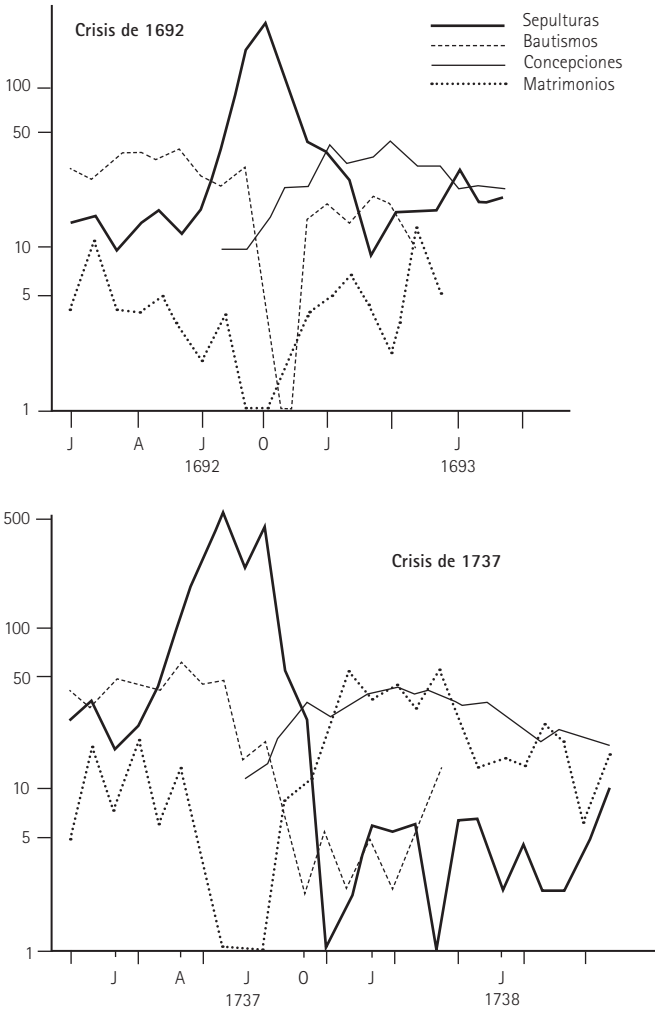 Crisis de 1692
Sepulturas
Bautismos
Concepciones
Matrimonios
100
50
10
5
1
J A J O J J
1692 1693
500
Crisis de 1737
100
50
10
5
1
J A J O J J
1737 1738